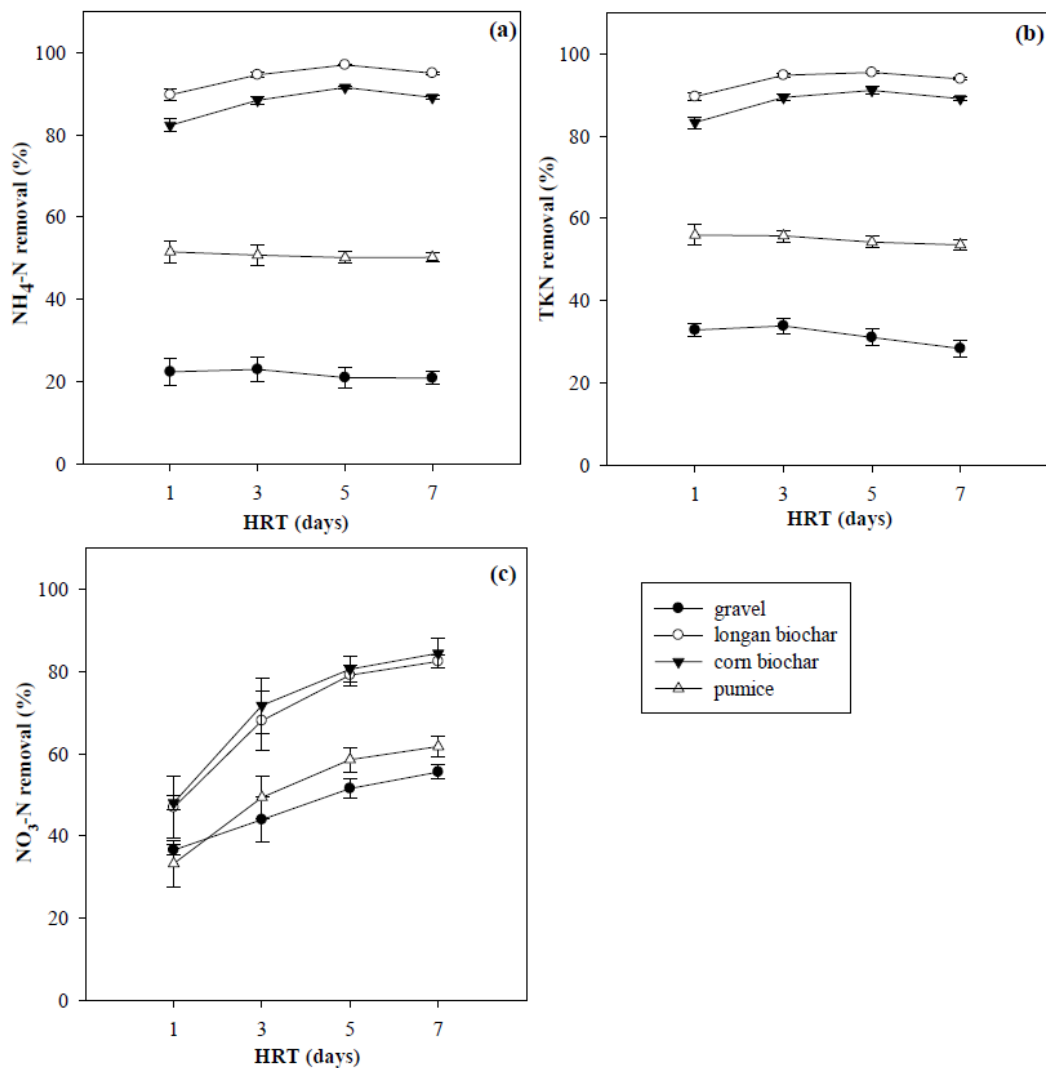 (a)
100
80
60
40
20
0
NH4-N removal (%)
1 3 5 7
HRT (days)
(b)
100
80
60
40
20
0
TKN removal (%)
1 3 5 7
HRT (days)
(c)
100
80
60
40
20
0
NO3-N removal (%)
1 3 5 7
HRT (days)
gravel
longan biochar
corn biochar
pumice